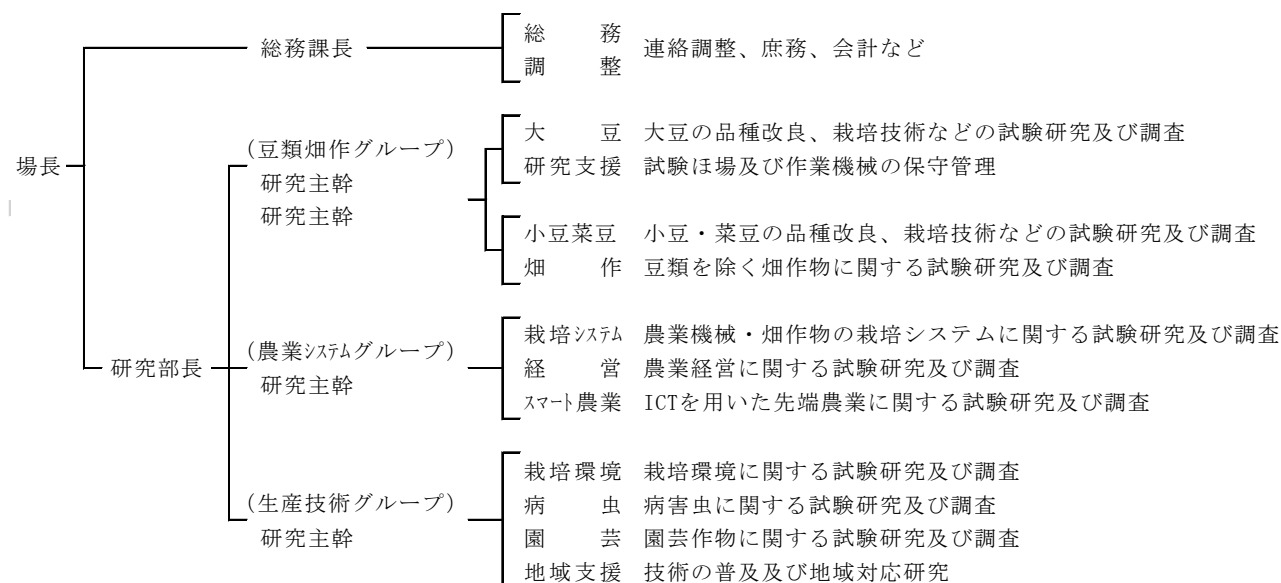 総務課長
総務
調整
連絡調整、庶務、会計など
場長
(豆類畑作グループ)
研究主幹
研究主幹
大豆 大豆の品種改良、栽培技術などの試験研究及び調査
研究支援 試験ほ場及び作業機械の保守管理
小豆菜豆 小豆・菜豆の品種改良、栽培技術などの試験研究及び調査
畑作 豆類を除く畑作物に関する試験研究及び調査
研究部長
(農業ｼｽﾃﾑグループ)
研究主幹
栽培ｼｽﾃﾑ 農業機械・畑作物の栽培システムに関する試験研究及び調査
経営 農業経営に関する試験研究及び調査
ｽﾏｰﾄ農業 ICTを用いた先端農業に関する試験研究及び調査
(生産技術グループ)
研究主幹
栽培環境 栽培環境に関する試験研究及び調査
病虫 病害虫に関する試験研究及び調査
園芸 園芸作物に関する試験研究及び調査
地域支援 技術の普及及び地域対応研究